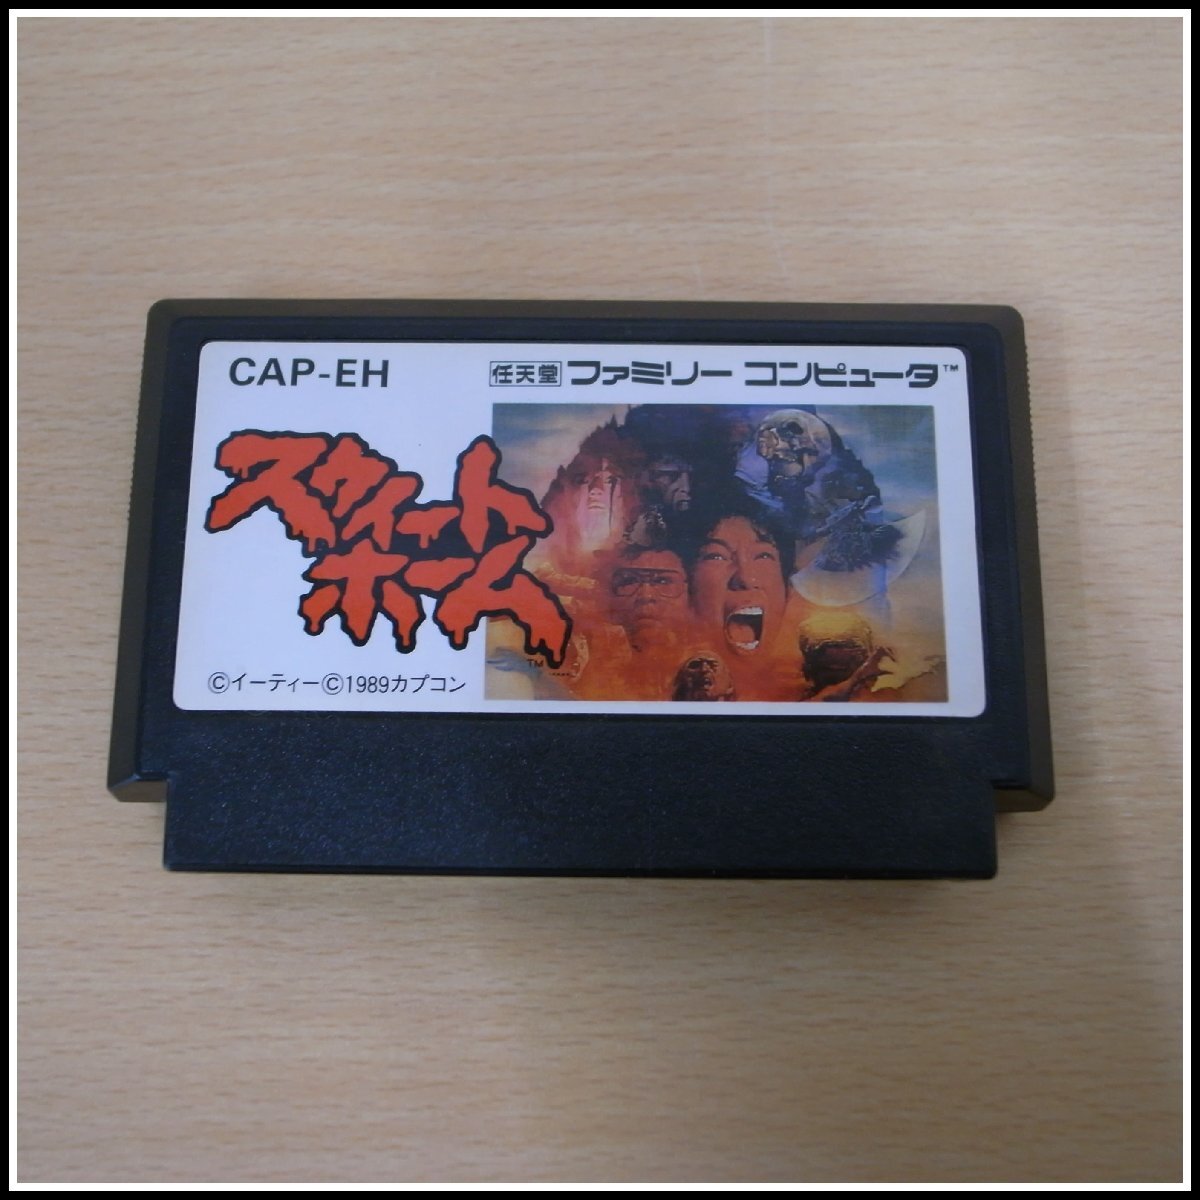 CAP-EH
任天堂 ファミリー コンピュータ™
スウィート
ホーム
TM
©イーティー©1989カプコン